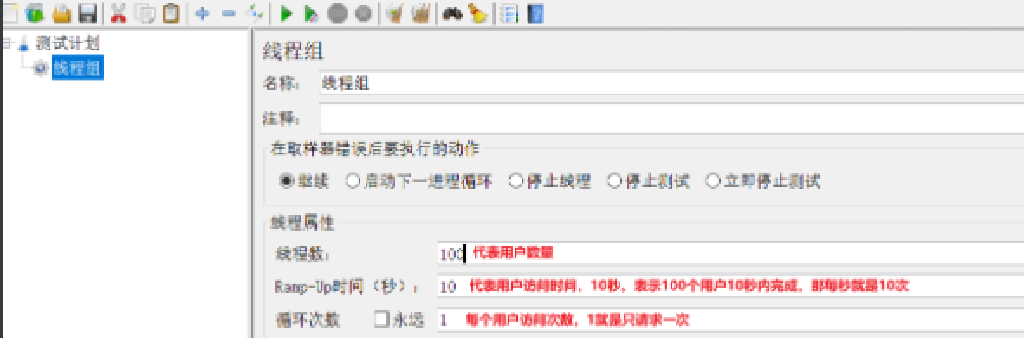 测试计划
线程组
线程组
名称: 线程组
注释:
在取样器错误后要执行的动作
继续 启动下一进程循环 停止线程 停止测试 立即停止测试
线程属性
线程数: 100 代表用户数量
Ramp-Up时间(秒): 10 代表用户访问时间,10秒,表示100个用户10秒内完成,那每秒就是10次
循环次数 永远 1 每个用户访问次数,1就是只请求一次